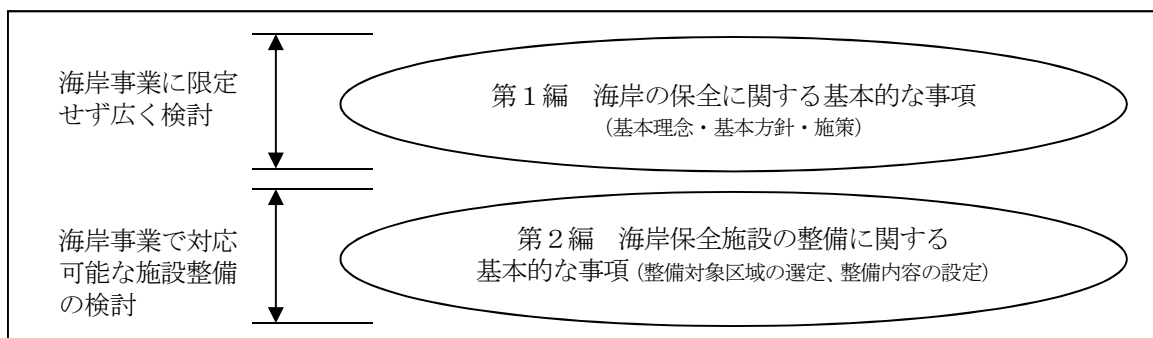 海岸事業に限定
せず広く検討
第1編　海岸の保全に関する基本的な事項
(基本理念・基本方針・施策)
海岸事業で対応
可能な施設整備
の検討
第2編　海岸保全施設の整備に関する
基本的な事項(整備対象区域の選定、整備内容の設定)